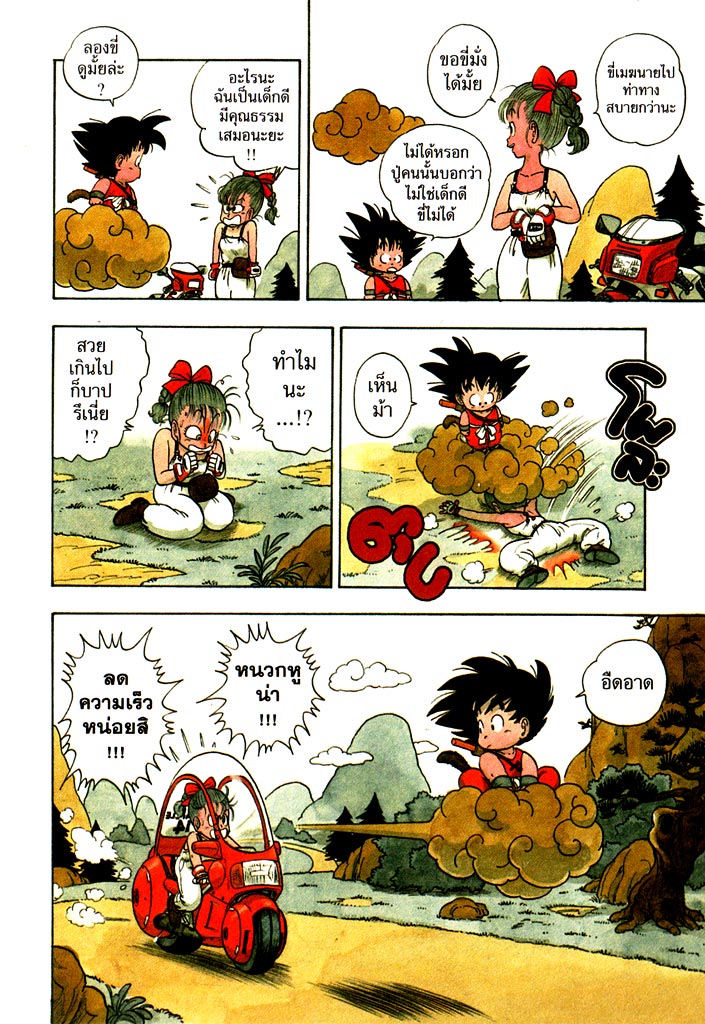 ขี่เมฆนายไป
ท่าทาง
สบายกว่านะ
ขอขี่มั่ง
ได้มั้ย
ไม่ได้หรอก
ปู่คนนั้นบอกว่า
ไม่ใช่เด็กดี
ขี่ไม่ได้
อะไรนะ
ฉันเป็นเด็กดี
มีคุณธรรม
เสมอนะยะ
!!
ลองขี่
ดูมั้ยล่ะ
?
เห็น
ม้า
ทำไม
นะ
...!?
สวย
เกินไป
ก็บาป
รึเนี่ย
!?
อืดอาด
หนวกหู
น่า
!!!
ลด
ความเร็ว
หน่อยสิ
!!!